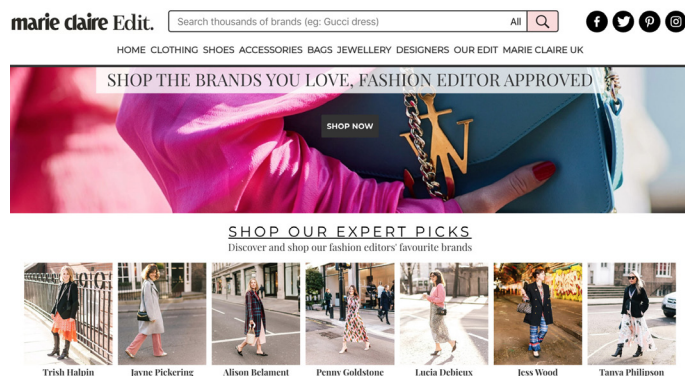 marie claire Edit.
Search thousands of brands (eg: Gucci dress) All
HOME CLOTHING SHOES ACCESSORIES BAGS JEWELLERY DESIGNERS OUR EDIT MARIE CLAIRE UK
SHOP THE BRANDS YOU LOVE, FASHION EDITOR APPROVED
SHOP NOW
SHOP OUR EXPERT PICKS
Discover and shop our fashion editors' favourite brands
Trish Halpin Jayne Pickering Alison Belament Penny Goldstone Lucia Debieux Jess Wood Tanya Philipson